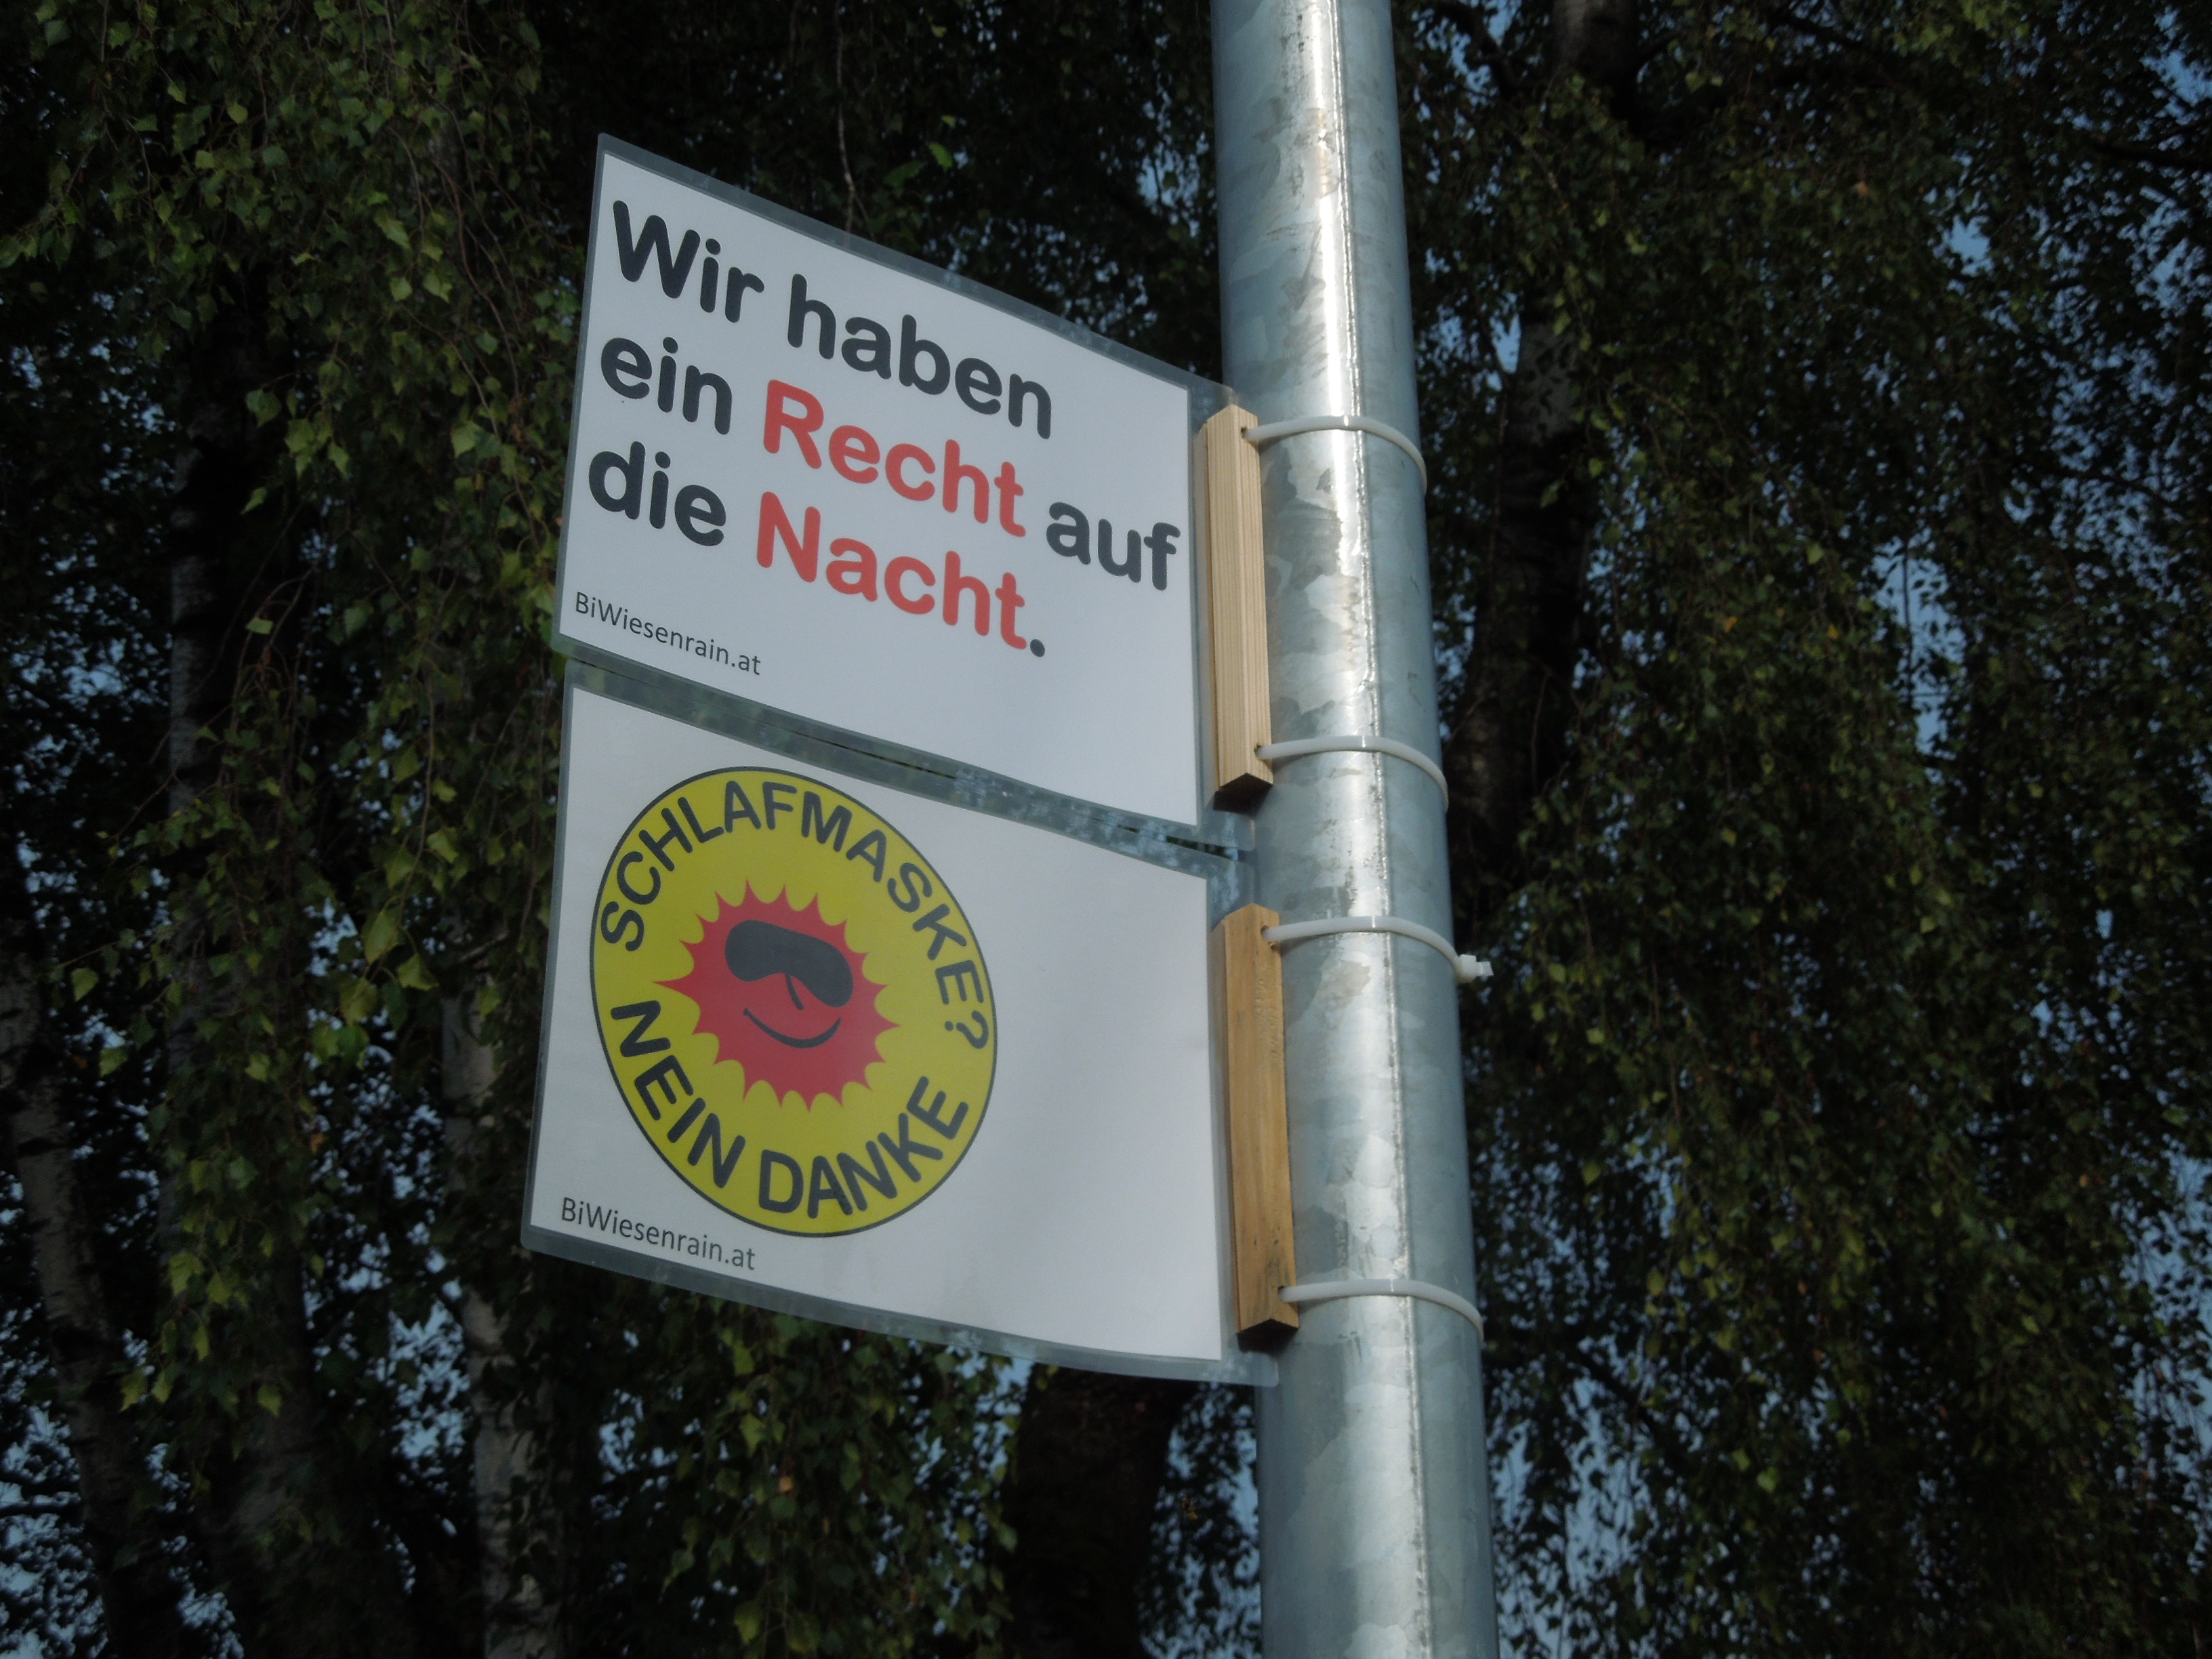 Wir haben
ein Recht auf
die Nacht.
BiWiesenrain.at
SCHLAFMASKE?
NEIN DANKE
BiWiesenrain.at